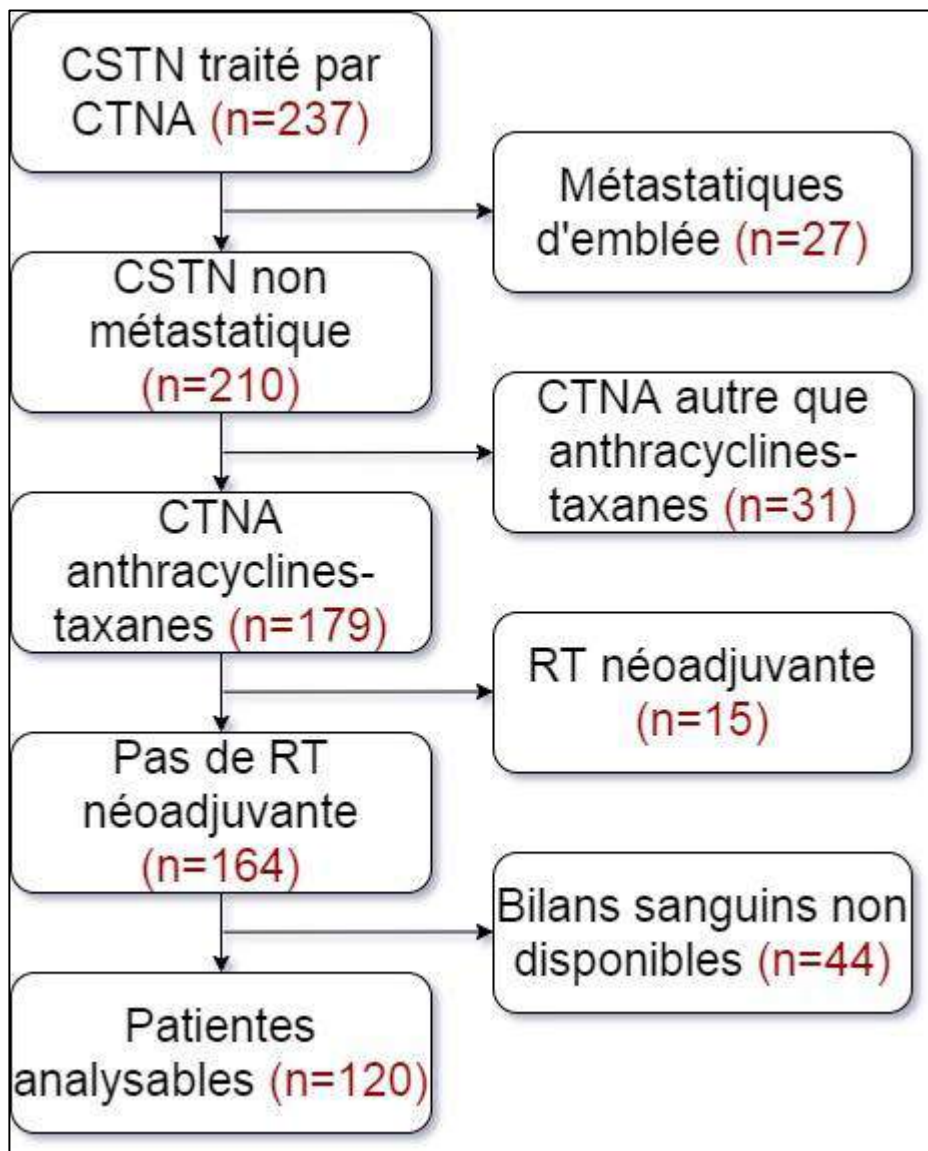 CSTN traité par
CTNA (n=237)
Métastatiques
d'emblée (n=27)
CSTN non
métastatique
(n=210)
CTNA autre que
anthracyclines-
taxanes (n=31)
CTNA
anthracyclines-
taxanes (n=179)
RT néoadjuvante
(n=15)
Pas de RT
néoadjuvante
(n=164)
Bilans sanguins non
disponibles (n=44)
Patientes
analysables (n=120)